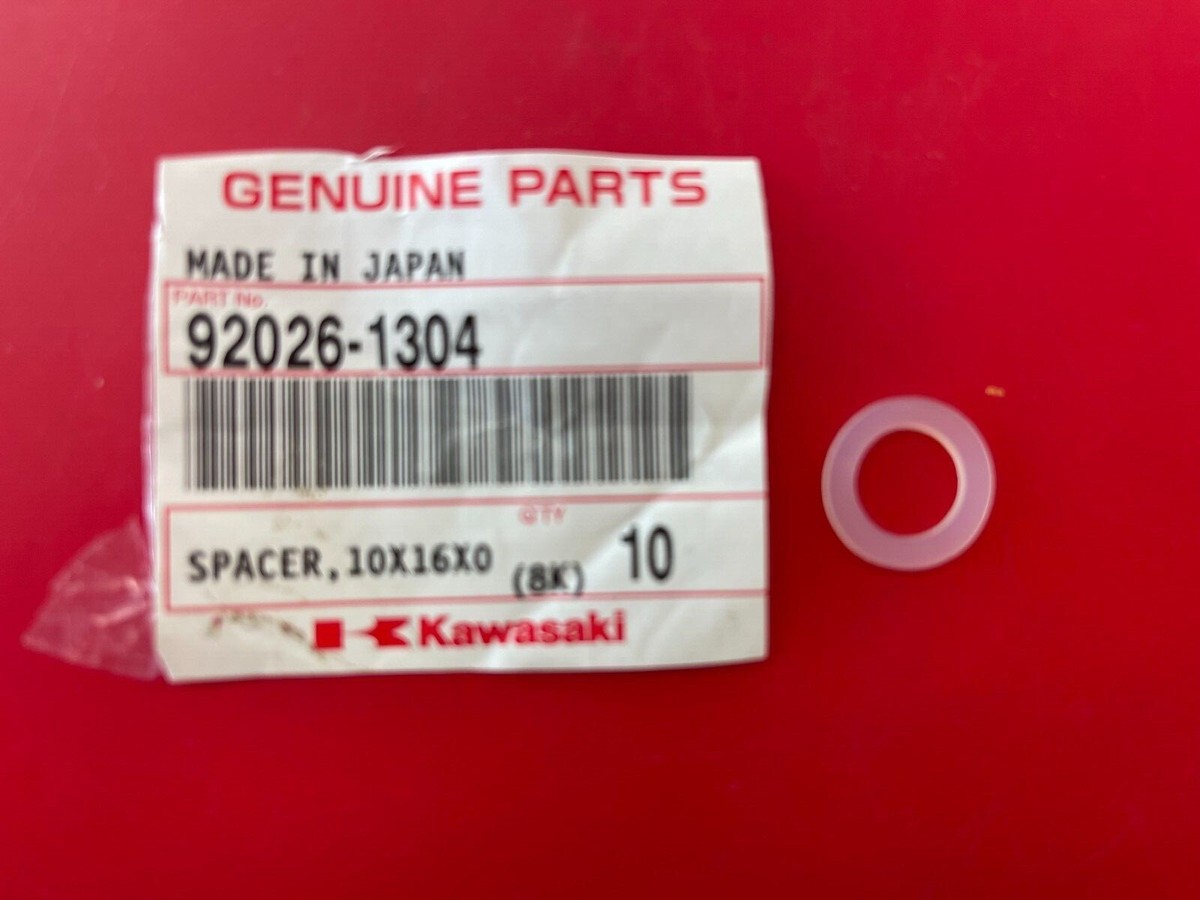 GENUINE PARTS
MADE IN JAPAN
PART No.
92026-1304
QTY
SPACER,10X16X0 (8K) 10
Kawasaki